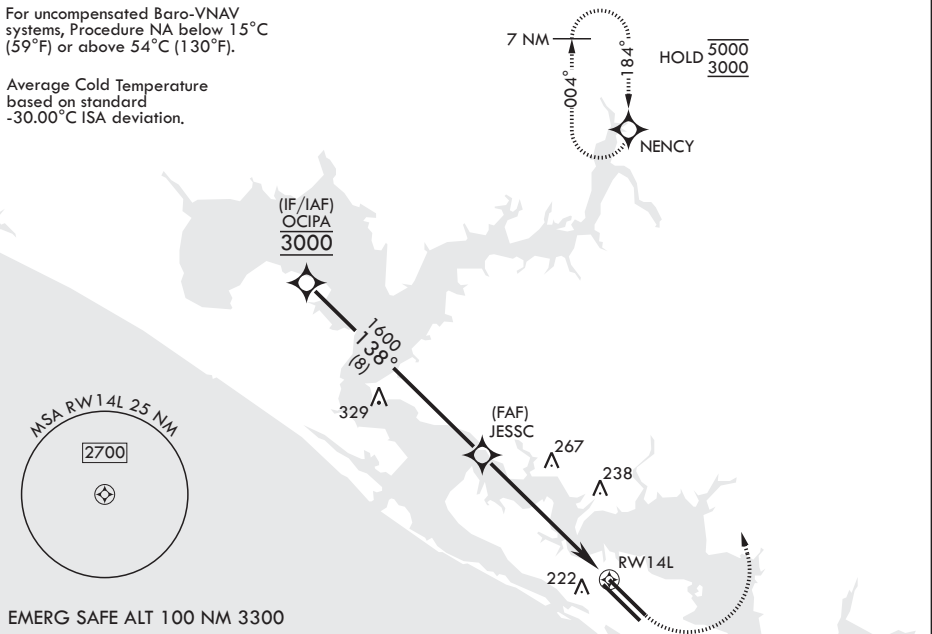 For uncompensated Baro-VNAV
systems, Procedure NA below 15°C
(59°F) or above 54°C (130°F).
Average Cold Temperature
based on standard
-30.00°C ISA deviation.
7 NM
004°
184°
HOLD 5000
3000
NENCY
(IF/IAF)
OCIPA
3000
1600
138°
(8)
329
(FAF)
JESSC
267
238
MSA RW14L 25 NM
2700
RW14L
222
EMERG SAFE ALT 100 NM 3300